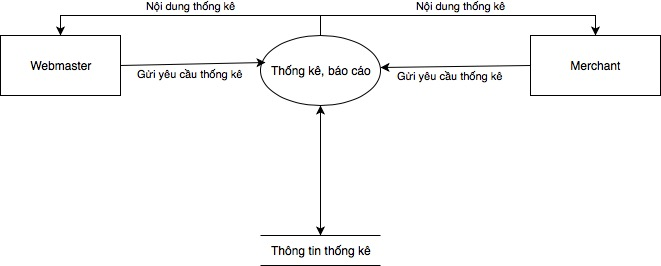 Nội dung thống kê
Nội dung thống kê
Webmaster
Gửi yêu cầu thống kê
Thống kê, báo cáo
Gửi yêu cầu thống kê
Merchant
Thông tin thống kê